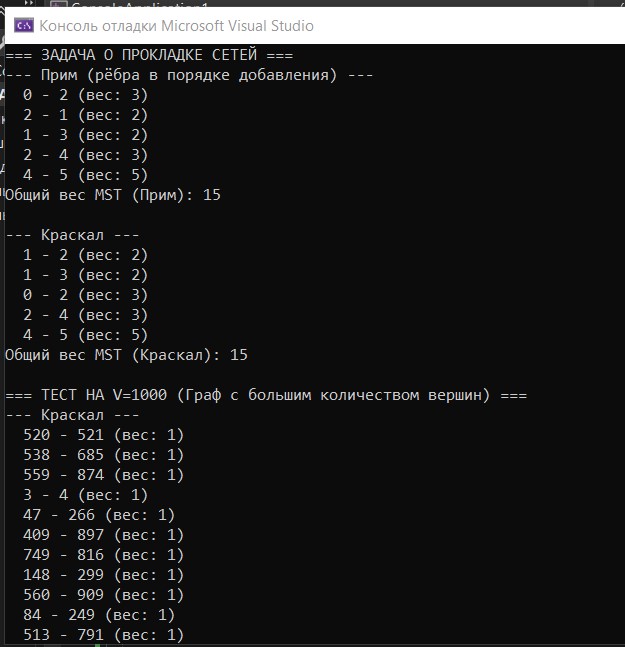 Консоль отладки Microsoft Visual Studio
=== ЗАДАЧА О ПРОКЛАДКЕ СЕТЕЙ ===
--- Прим (рёбра в порядке добавления) ---
0 - 2 (вес: 3)
2 - 1 (вес: 2)
1 - 3 (вес: 2)
2 - 4 (вес: 3)
4 - 5 (вес: 5)
Общий вес MST (Прим): 15
--- Краскал ---
1 - 2 (вес: 2)
1 - 3 (вес: 2)
0 - 2 (вес: 3)
2 - 4 (вес: 3)
4 - 5 (вес: 5)
Общий вес MST (Краскал): 15
=== ТЕСТ НА V=1000 (Граф с большим количеством вершин) ===
--- Краскал ---
520 - 521 (вес: 1)
538 - 685 (вес: 1)
559 - 874 (вес: 1)
3 - 4 (вес: 1)
47 - 266 (вес: 1)
409 - 897 (вес: 1)
749 - 816 (вес: 1)
148 - 299 (вес: 1)
560 - 909 (вес: 1)
84 - 249 (вес: 1)
513 - 791 (вес: 1)